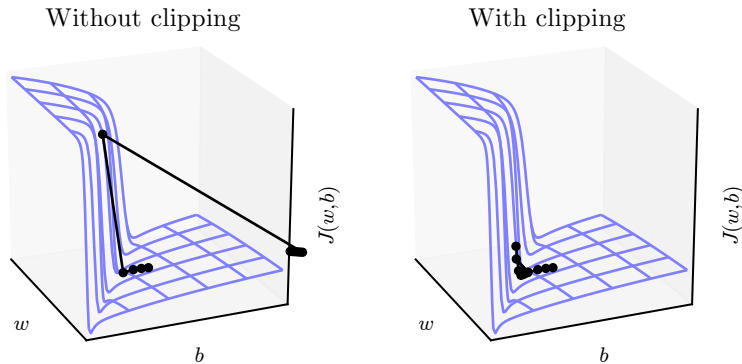 Without clipping
With clipping
J(w,b)
J(w,b)
w
w
b
b